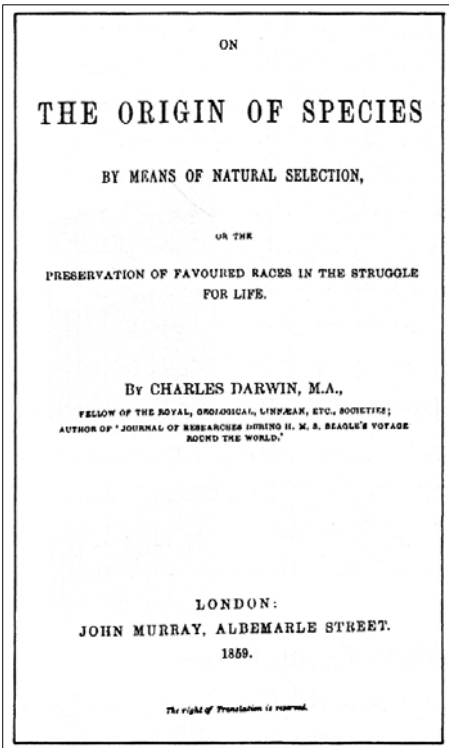 ON
THE ORIGIN OF SPECIES
BY MEANS OF NATURAL SELECTION,
OR THE
PRESERVATION OF FAVOURED RACES IN THE STRUGGLE
FOR LIFE.
BY CHARLES DARWIN, M.A.,
FELLOW OF THE ROYAL, GEOLOGICAL, LINNÆAN, ETC., SOCIETIES;
AUTHOR OF 'JOURNAL OF RESEARCHES DURING H. M. S. BEAGLE'S VOYAGE
ROUND THE WORLD.'
LONDON:
JOHN MURRAY, ALBEMARLE STREET.
1859.
The right of Translation is reserved.